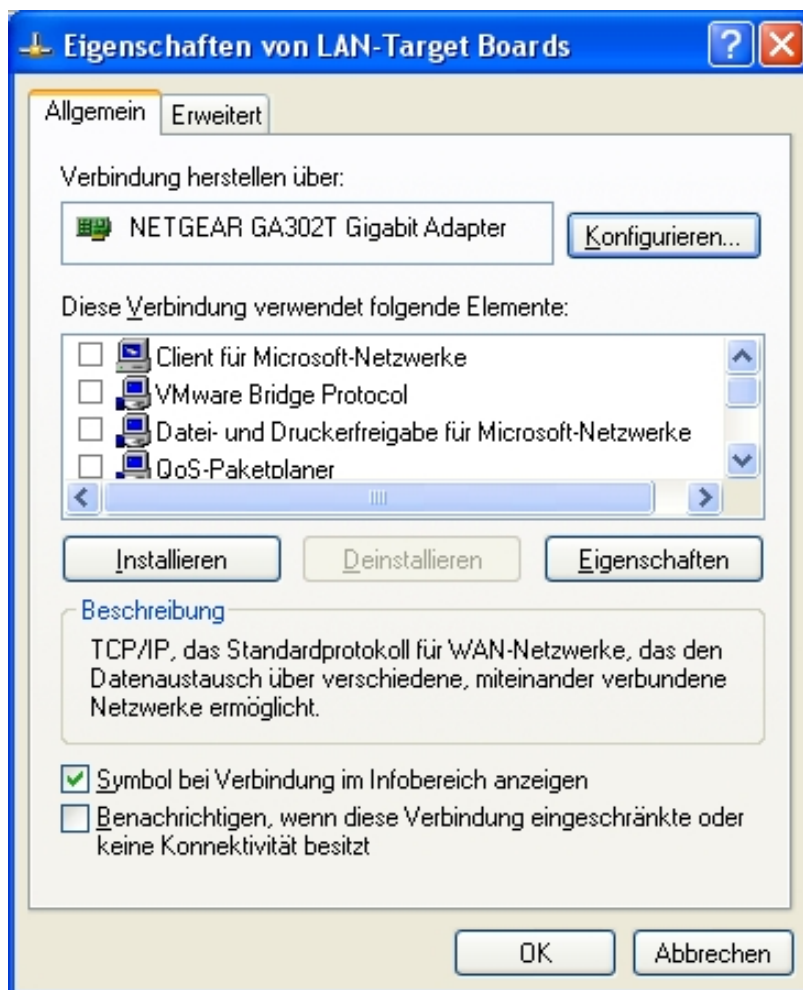 Eigenschaften von LAN-Target Boards
Allgemein
Erweitert
Verbindung herstellen über:
NETGEAR GA302T Gigabit Adapter
Konfigurieren...
Diese Verbindung verwendet folgende Elemente:
Client für Microsoft-Netzwerke
VMware Bridge Protocol
Datei- und Druckerfreigabe für Microsoft-Netzwerke
QoS-Paketplaner
Installieren
Deinstallieren
Eigenschaften
Beschreibung
TCP/IP, das Standardprotokoll für WAN-Netzwerke, das den
Datenaustausch über verschiedene, miteinander verbundene
Netzwerke ermöglicht.
Symbol bei Verbindung im Infobereich anzeigen
Benachrichtigen, wenn diese Verbindung eingeschränkte oder
keine Konnektivität besitzt
OK
Abbrechen